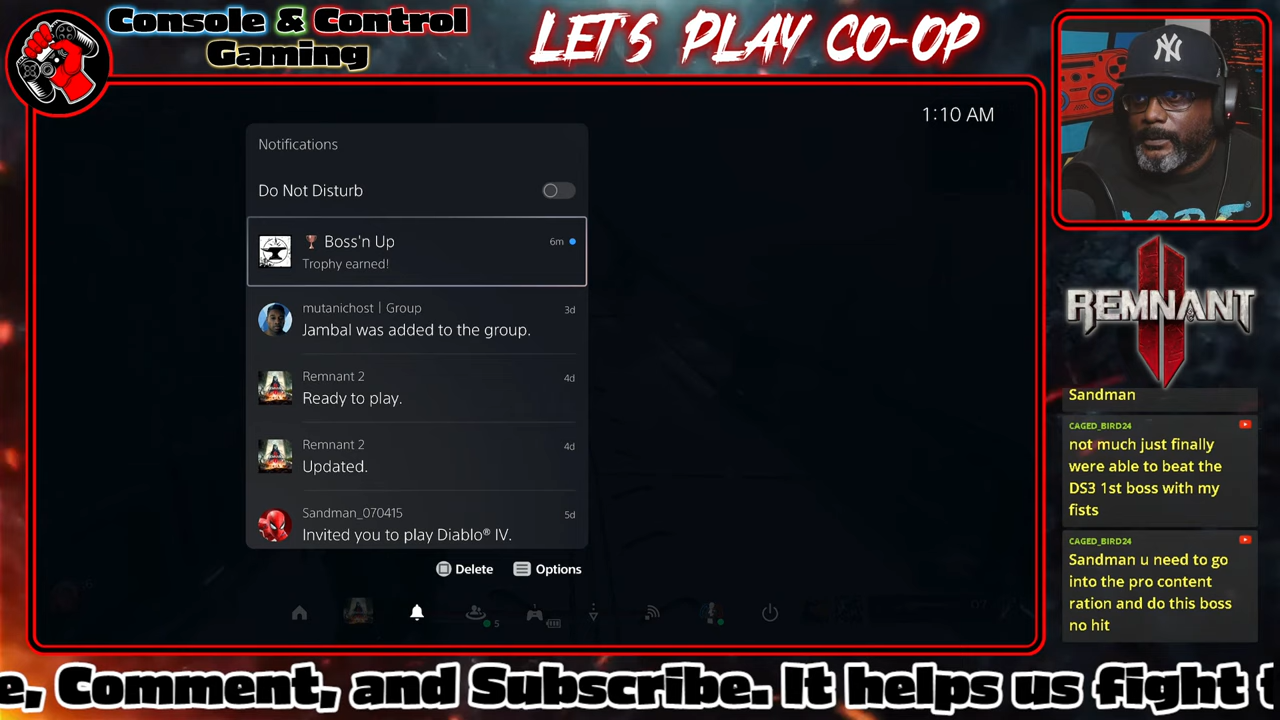 Console & Control
Gaming
LET'S PLAY CO-OP
1:10 AM
Notifications
Do Not Disturb
Boss'n Up
6m
Trophy earned!
mutanichost | Group
3d
Jambal was added to the group.
Remnant 2
4d
Ready to play.
Remnant 2
4d
Updated.
Sandman_070415
5d
Invited you to play Diablo® IV.
Delete
Options
5
NY
REMNANT II
Sandman
CAGED_BIRD24
not much just finally
were able to beat the
DS3 1st boss with my
fists
CAGED_BIRD24
Sandman u need to go
into the pro content
ration and do this boss
no hit
e, Comment, and Subscribe. It helps us fight t